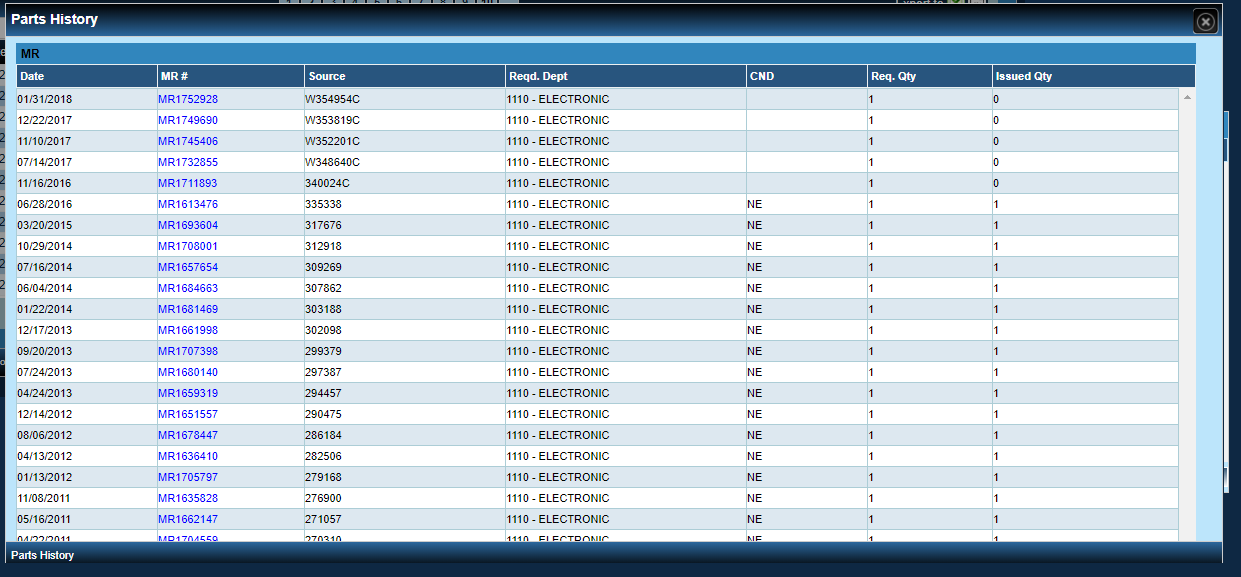 Parts History
MR
Date MR # Source Reqd. Dept CND Req. Qty Issued Qty
01/31/2018 MR1752928 W354954C 1110 - ELECTRONIC 1 0
12/22/2017 MR1749690 W353819C 1110 - ELECTRONIC 1 0
11/10/2017 MR1745406 W352201C 1110 - ELECTRONIC 1 0
07/14/2017 MR1732855 W348640C 1110 - ELECTRONIC 1 0
11/16/2016 MR1711893 340024C 1110 - ELECTRONIC 1 0
06/28/2016 MR1613476 335338 1110 - ELECTRONIC NE 1 1
03/20/2015 MR1693604 317676 1110 - ELECTRONIC NE 1 1
10/29/2014 MR1708001 312918 1110 - ELECTRONIC NE 1 1
07/16/2014 MR1657654 309269 1110 - ELECTRONIC NE 1 1
06/04/2014 MR1684663 307862 1110 - ELECTRONIC NE 1 1
01/22/2014 MR1681469 303188 1110 - ELECTRONIC NE 1 1
12/17/2013 MR1661998 302098 1110 - ELECTRONIC NE 1 1
09/20/2013 MR1707398 299379 1110 - ELECTRONIC NE 1 1
07/24/2013 MR1680140 297387 1110 - ELECTRONIC NE 1 1
04/24/2013 MR1659319 294457 1110 - ELECTRONIC NE 1 1
12/14/2012 MR1651557 290475 1110 - ELECTRONIC NE 1 1
08/06/2012 MR1678447 286184 1110 - ELECTRONIC NE 1 1
04/13/2012 MR1636410 282506 1110 - ELECTRONIC NE 1 1
01/13/2012 MR1705797 279168 1110 - ELECTRONIC NE 1 1
11/08/2011 MR1635828 276900 1110 - ELECTRONIC NE 1 1
05/16/2011 MR1662147 271057 1110 - ELECTRONIC NE 1 1
04/22/2011 MR1704559 270310 1110 - ELECTRONIC NE 1 1
Parts History